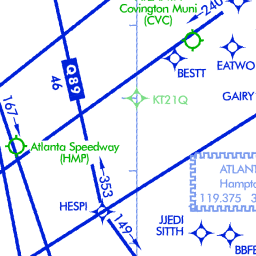 Covington Muni
(CVC)
240
BESTT
EATWO
Q89
46
KT21Q
GAIRY
167
Atlanta Speedway
(HMP)
353
ATLANT
Hampto
119.375 3
HESPI
149
JJEDI
SITTH
BBFE